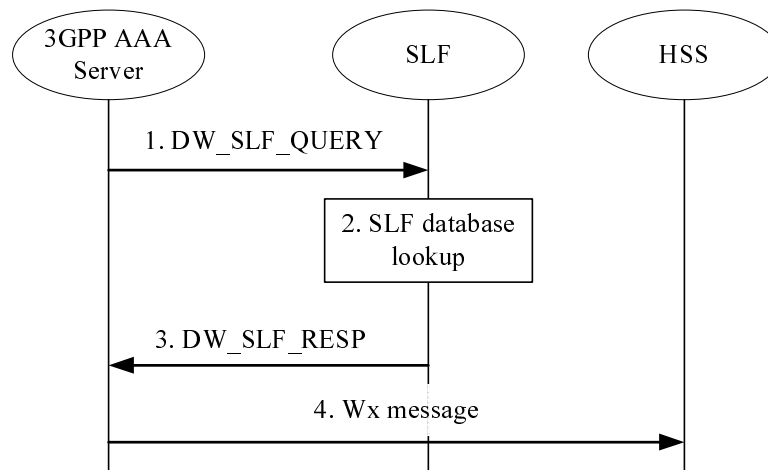 3GPP AAA
Server
SLF
HSS
1. DW_SLF_QUERY
2. SLF database
lookup
3. DW_SLF_RESP
4. Wx message